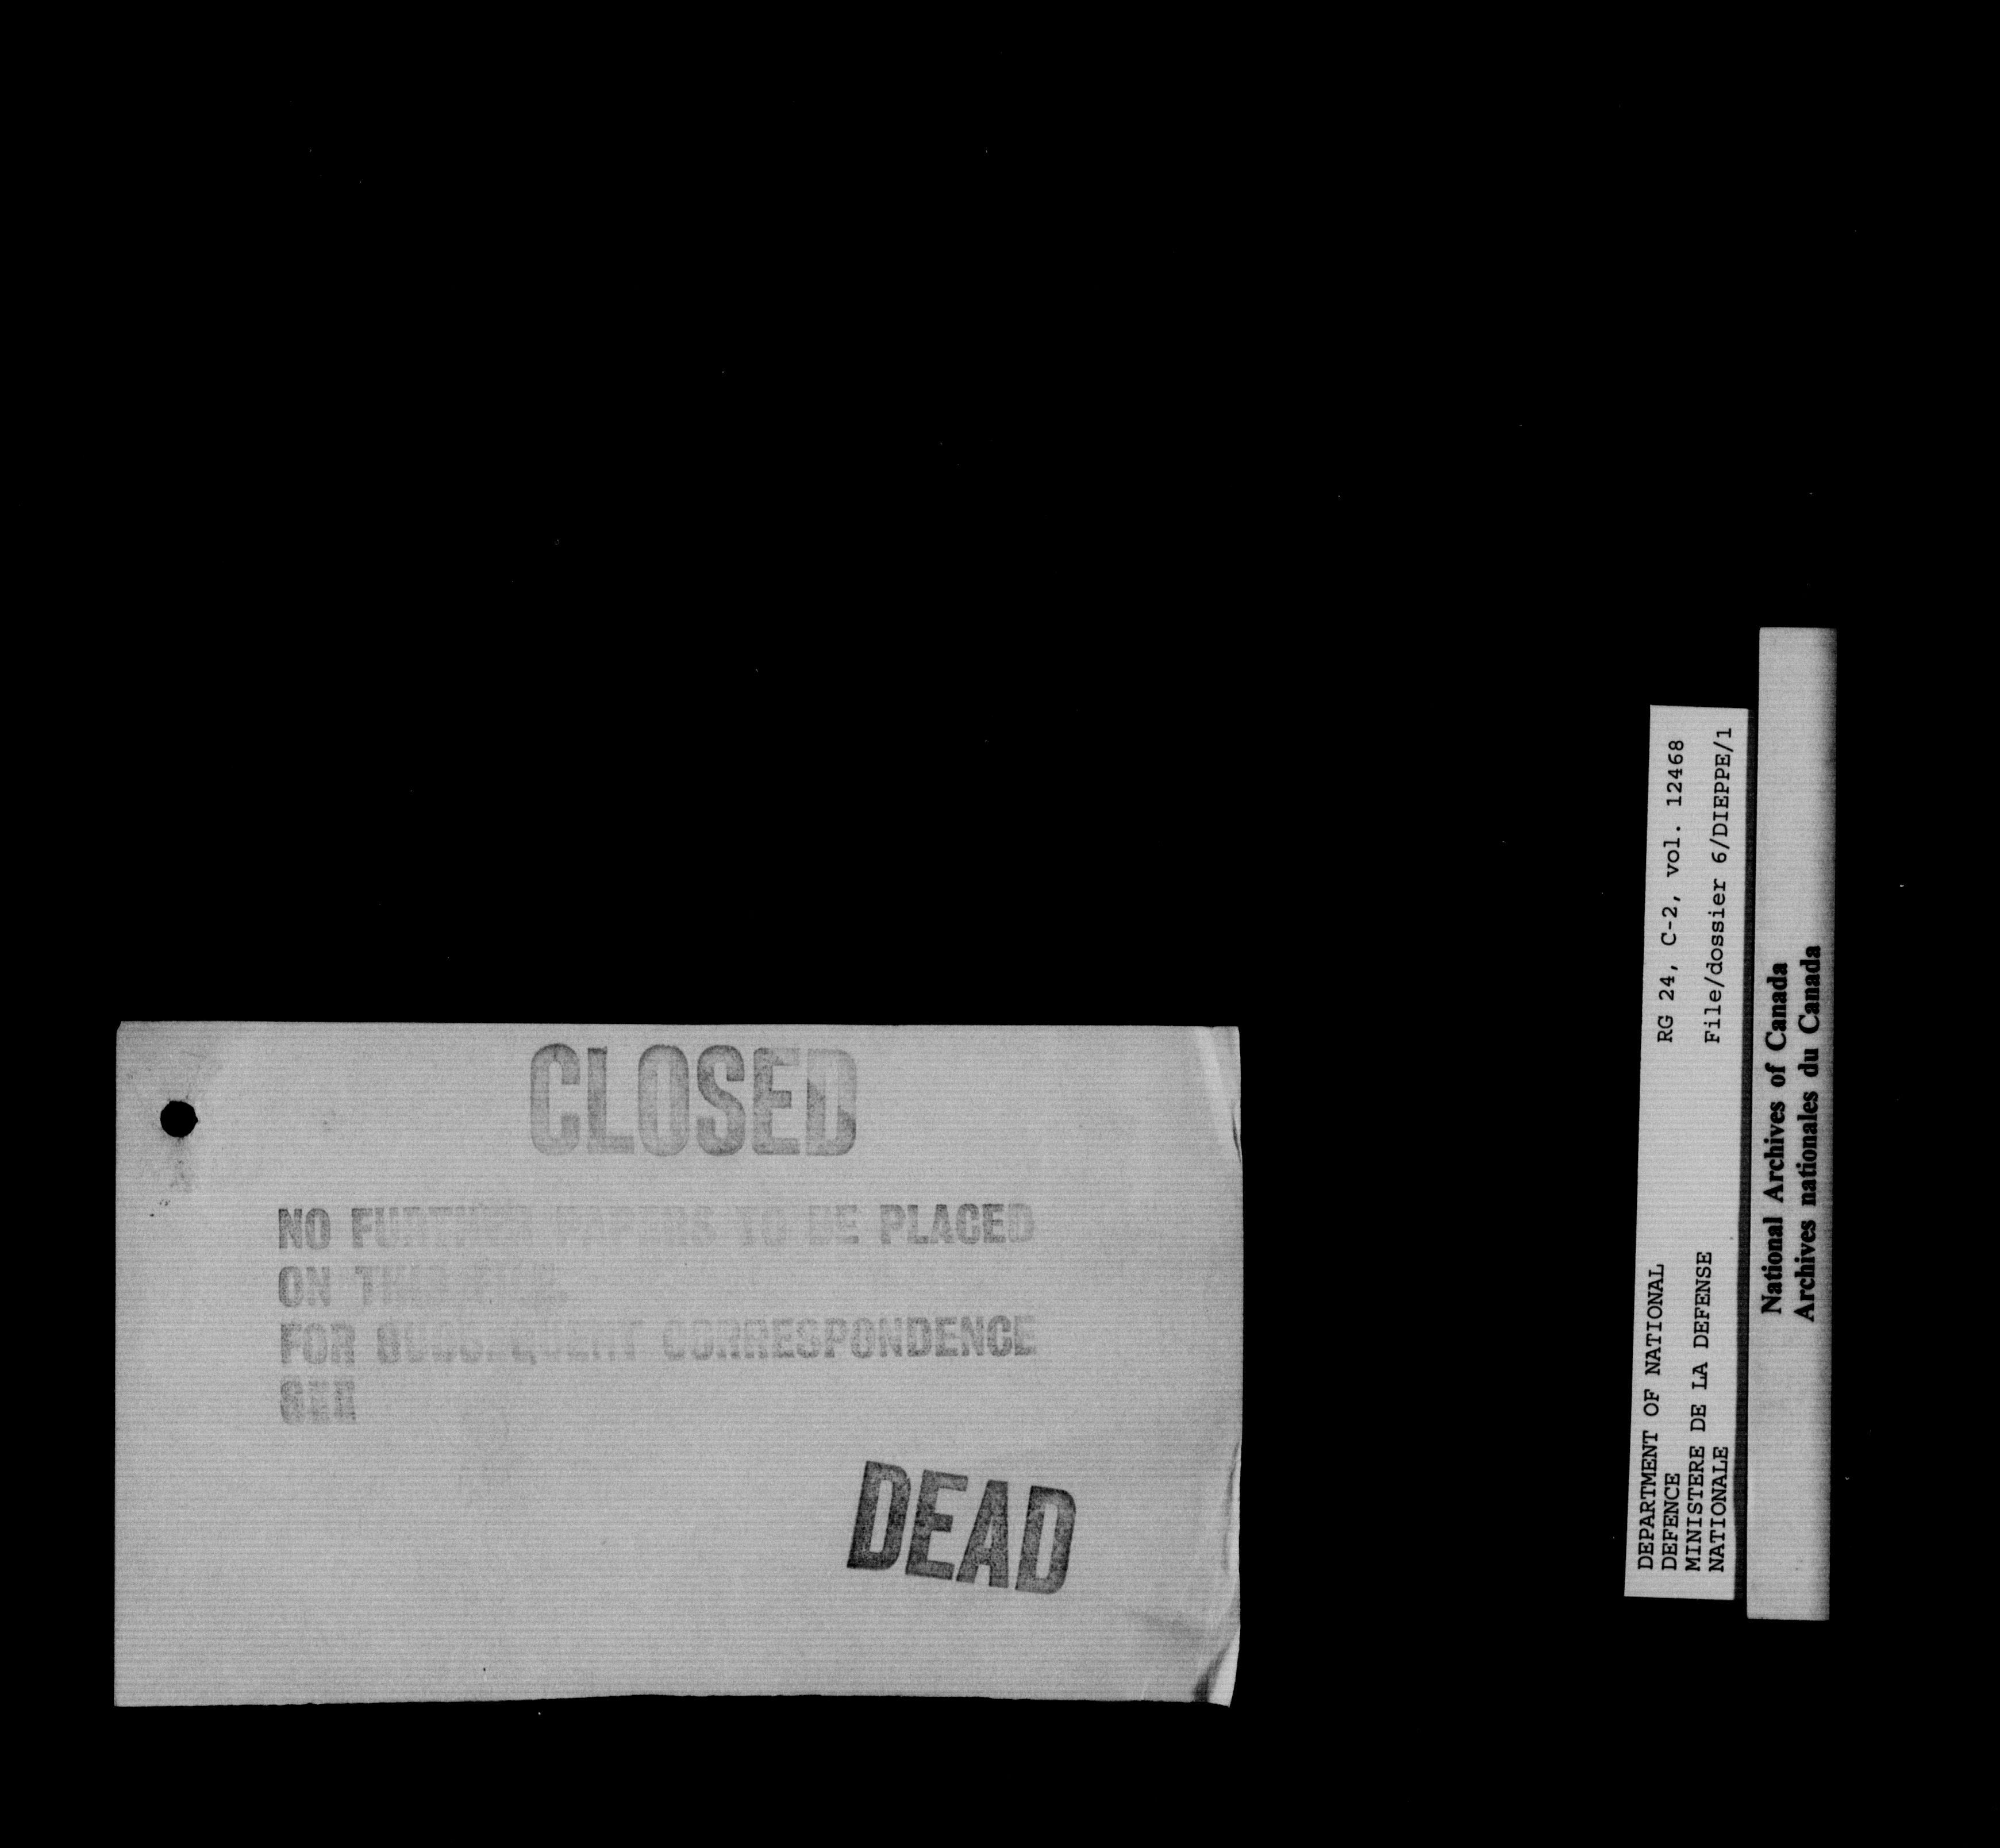 CLOSED
NO FURTHER PAPERS TO BE PLACED
ON THIS FILE.
FOR SUBSEQUENT CORRESPONDENCE
SEE
DEAD
DEPARTMENT OF NATIONAL
DEFENCE
MINISTERE DE LA DEFENSE
NATIONALE
RG 24, C-2, vol. 12468
File/dossier 6/DIEPPE/1
National Archives of Canada
Archives nationales du Canada